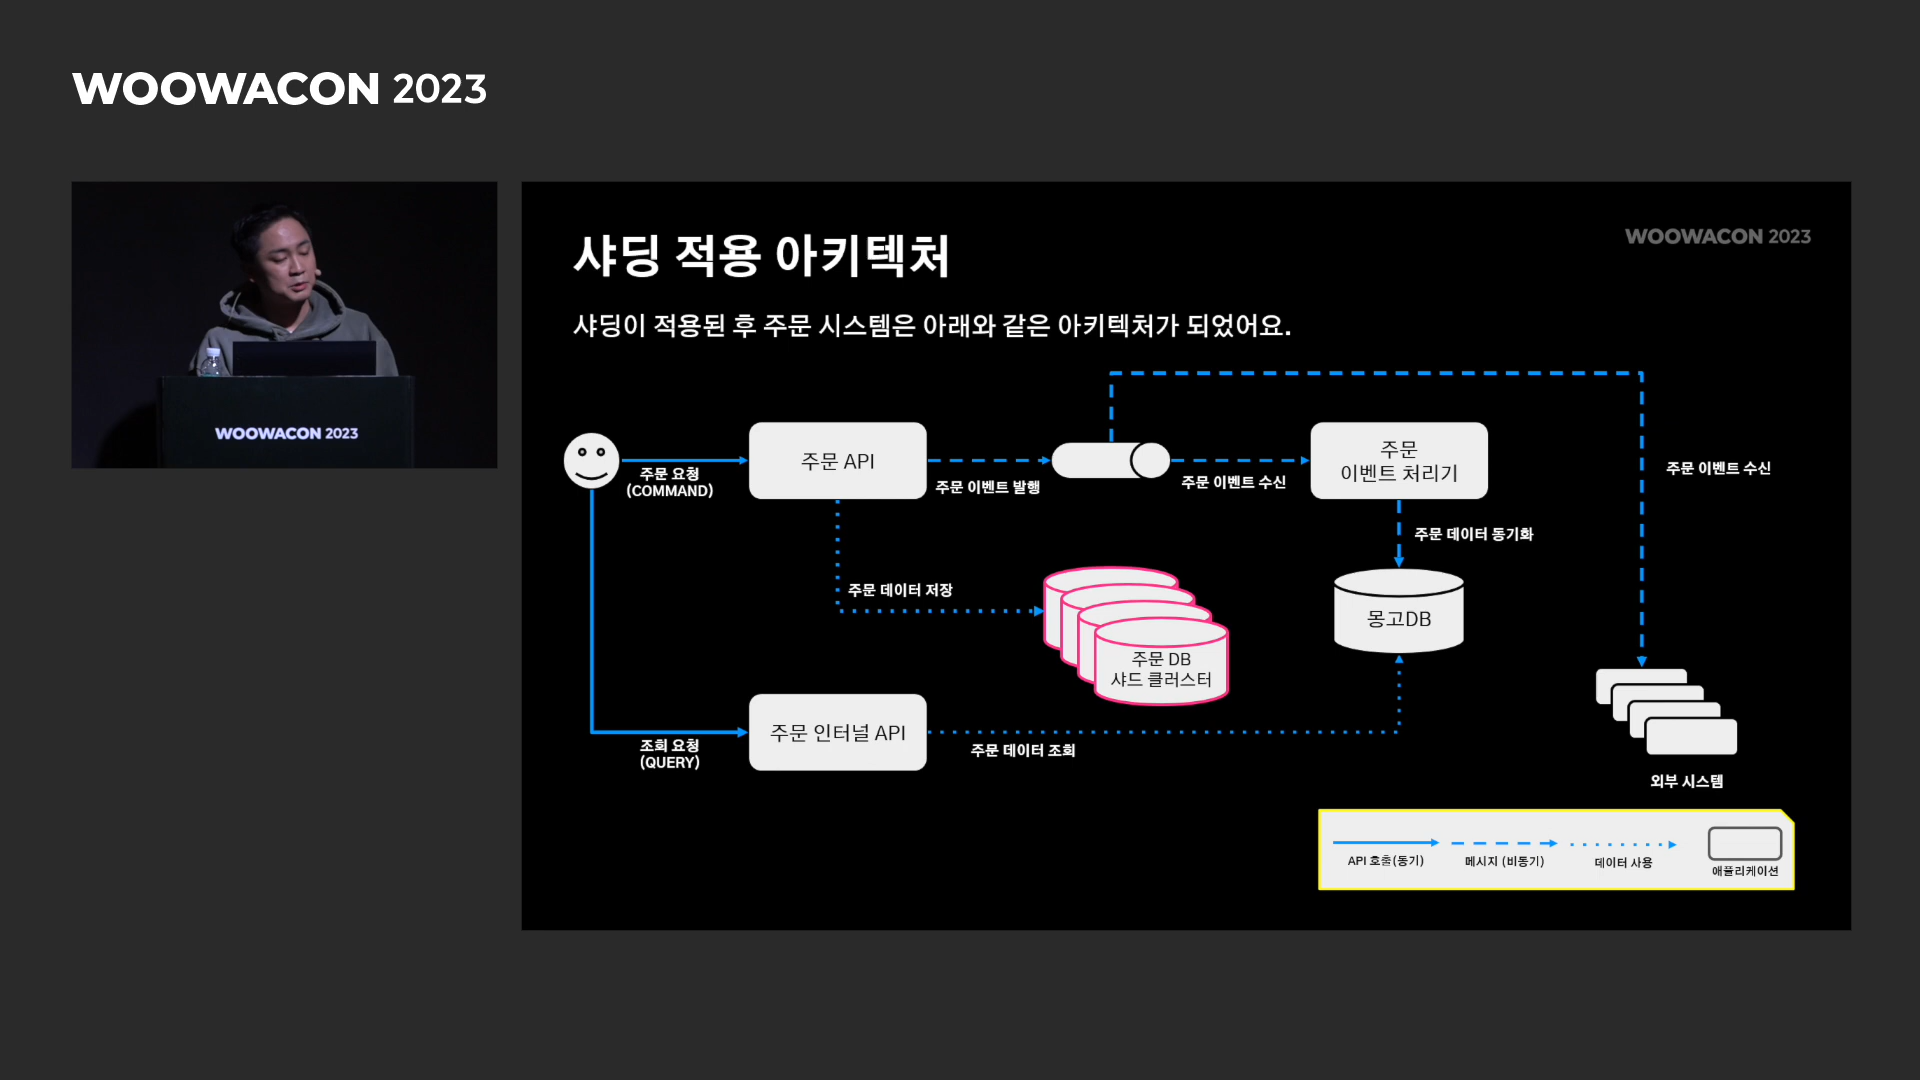 WOOWACON 2023
WOOWACON 2023
WOOWACON 2023
샤딩 적용 아키텍처
샤딩이 적용된 후 주문 시스템은 아래와 같은 아키텍처가 되었어요.
주문 요청
(COMMAND)
주문 API
주문 이벤트 발행
주문 이벤트 수신
주문
이벤트 처리기
주문 이벤트 수신
주문 데이터 동기화
주문 데이터 저장
주문 DB
샤드 클러스터
몽고DB
조회 요청
(QUERY)
주문 인터널 API
주문 데이터 조회
외부 시스템
API 호출(동기)
메시지 (비동기)
데이터 사용
애플리케이션